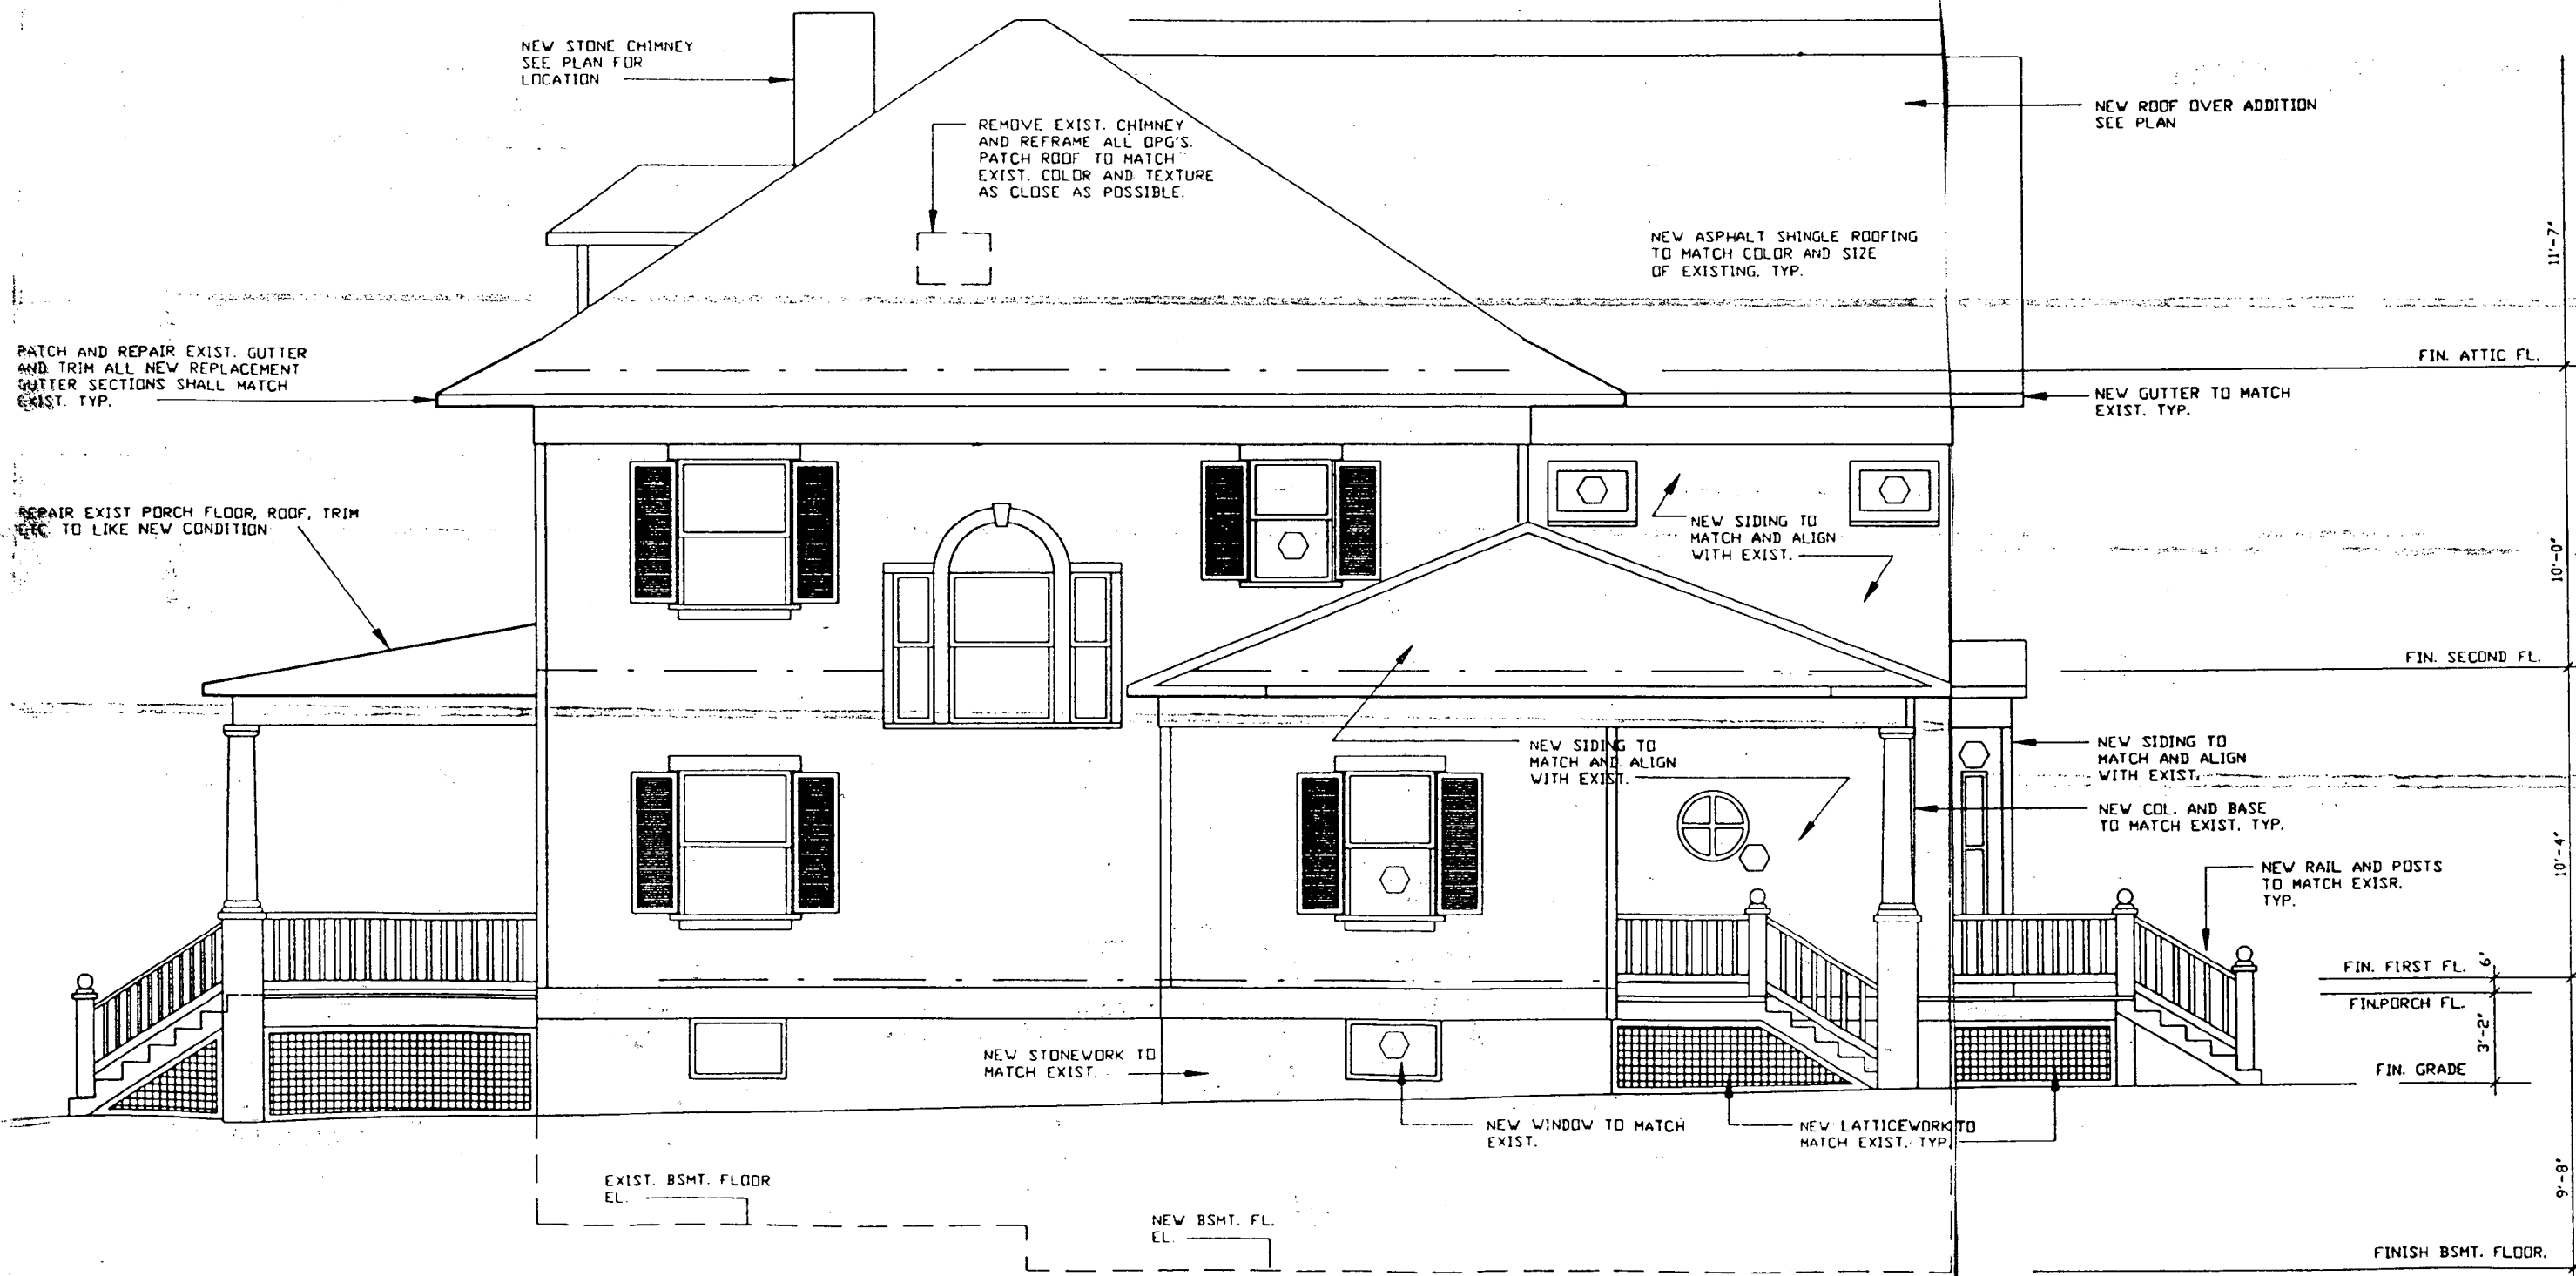 NEW STONE CHIMNEY
SEE PLAN FOR
LOCATION
REMOVE EXIST. CHIMNEY
AND REFRAME ALL OPG'S.
PATCH ROOF TO MATCH
EXIST. COLOR AND TEXTURE
AS CLOSE AS POSSIBLE.
NEW ROOF OVER ADDITION
SEE PLAN
NEW ASPHALT SHINGLE ROOFING
TO MATCH COLOR AND SIZE
OF EXISTING. TYP.
11'-7"
PATCH AND REPAIR EXIST. GUTTER
AND TRIM ALL NEW REPLACEMENT
GUTTER SECTIONS SHALL MATCH
EXIST. TYP.
FIN. ATTIC FL.
NEW GUTTER TO MATCH
EXIST. TYP.
REPAIR EXIST PORCH FLOOR, ROOF, TRIM
ETC. TO LIKE NEW CONDITION
NEW SIDING TO
MATCH AND ALIGN
WITH EXIST.
10'-0"
FIN. SECOND FL.
NEW SIDING TO
MATCH AND ALIGN
WITH EXIST.
NEW SIDING TO
MATCH AND ALIGN
WITH EXIST.
NEW COL. AND BASE
TO MATCH EXIST. TYP.
10'-4"
NEW RAIL AND POSTS
TO MATCH EXISR.
TYP.
FIN. FIRST FL.
6"
FIN.PORCH FL.
3'-2"
FIN. GRADE
NEW STONEWORK TO
MATCH EXIST.
NEW WINDOW TO MATCH
EXIST.
NEW LATTICEWORK TO
MATCH EXIST. TYP.
EXIST. BSMT. FLOOR
EL.
NEW BSMT. FL.
EL.
9'-8"
FINISH BSMT. FLOOR.